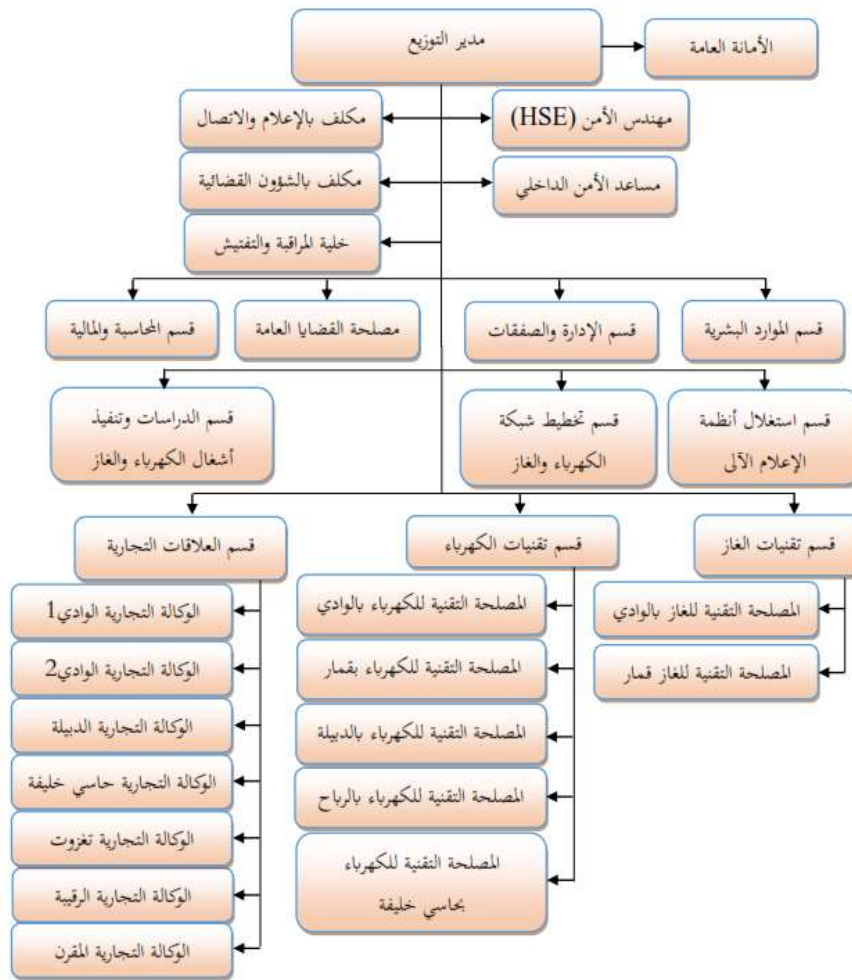 مدير التوزيع
الأمانة العامة
مهندس الأمن (HSE)
مكلف بالإعلام والاتصال
مساعد الأمن الداخلي
مكلف بالشؤون القضائية
خلية المراقبة والتفتيش
قسم الموارد البشرية
قسم الإدارة والصفقات
مصلحة القضايا العامة
قسم المحاسبة والمالية
قسم استغلال أنظمة
الإعلام الآلى
قسم تخطيط شبكة
الكهرباء والغاز
قسم الدراسات وتنفيذ
أشغال الكهرباء والغاز
قسم تقنيات الغاز
قسم تقنيات الكهرباء
قسم العلاقات التجارية
المصلحة التقنية للغاز بالوادي
المصلحة التقنية للغاز قمار
المصلحة التقنية للكهرباء بالوادي
المصلحة التقنية للكهرباء بقمار
المصلحة التقنية للكهرباء بالدبيلة
المصلحة التقنية للكهرباء بالرباح
المصلحة التقنية للكهرباء
بحاسي خليفة
الوكالة التجارية الوادي1
الوكالة التجارية الوادي2
الوكالة التجارية الدبيلة
الوكالة التجارية حاسي خليفة
الوكالة التجارية تغزوت
الوكالة التجارية الرقيبة
الوكالة التجارية المقرن